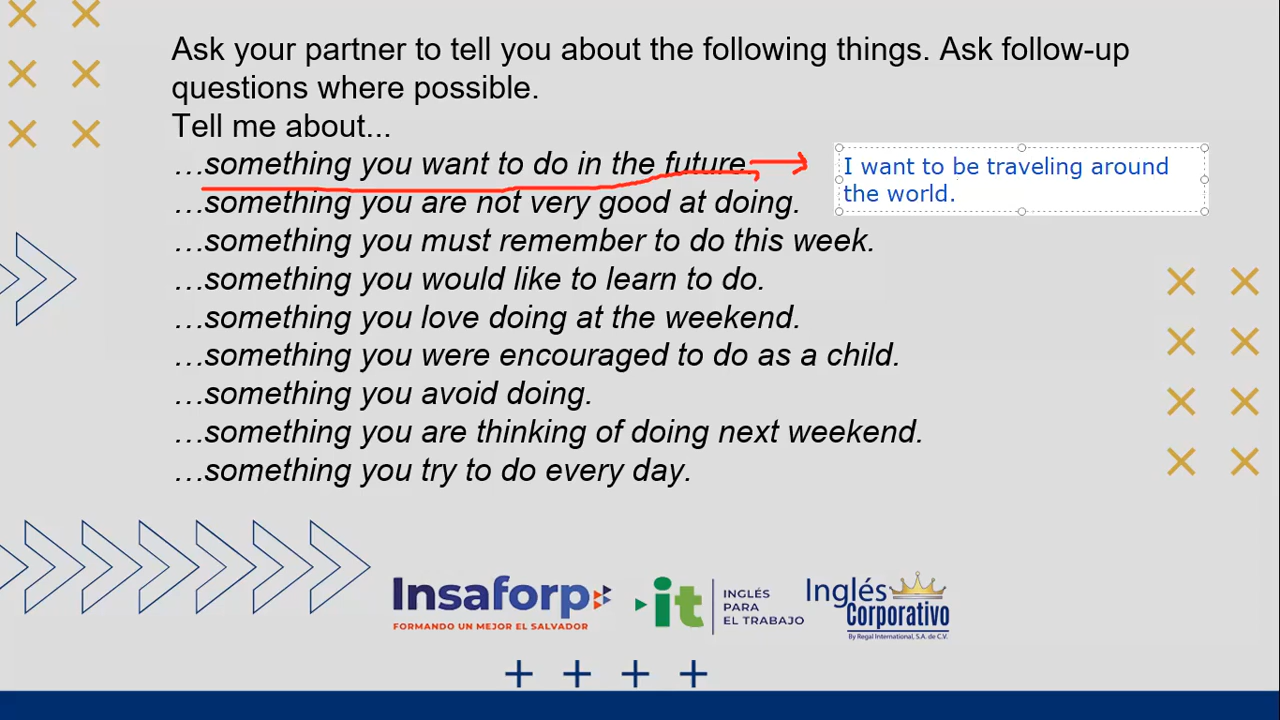 Ask your partner to tell you about the following things. Ask follow-up
questions where possible.
Tell me about...
…something you want to do in the future.
I want to be traveling around
the world.
…something you are not very good at doing.
…something you must remember to do this week.
…something you would like to learn to do.
…something you love doing at the weekend.
…something you were encouraged to do as a child.
…something you avoid doing.
…something you are thinking of doing next weekend.
…something you try to do every day.
Insaforp
FORMANDO UN MEJOR EL SALVADOR
it
INGLÉS
PARA
EL TRABAJO
Inglés
Corporativo
By Regal International, S.A. de C.V.